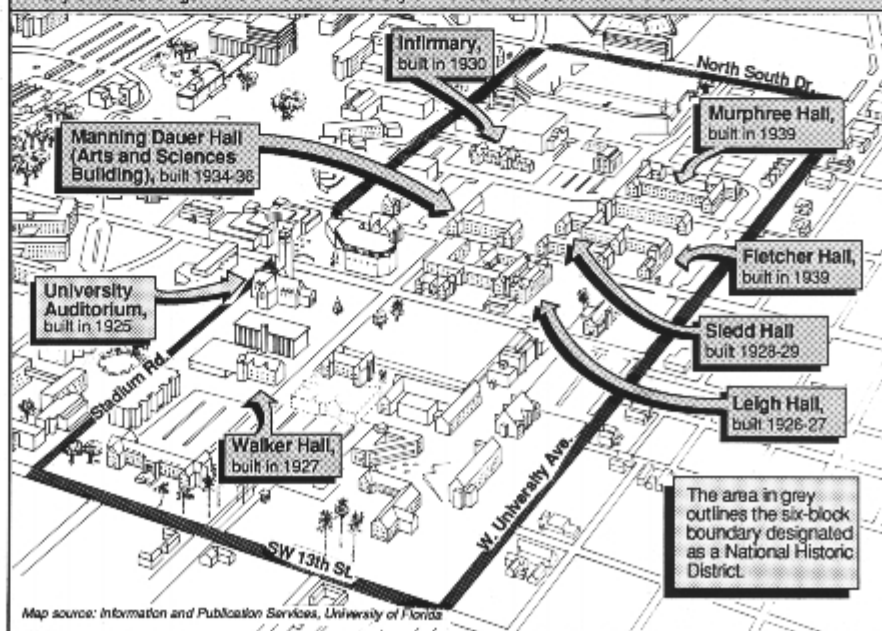 Infirmary,
built in 1930
North South Dr.
Murphree Hall,
built in 1939
Manning Dauer Hall
(Arts and Sciences
Building), built 1934-36
Fletcher Hall,
built in 1939
University
Auditorium,
built in 1925
Sledd Hall
built 1928-29
Stadium Rd.
Leigh Hall,
built 1926-27
Walker Hall,
built in 1927
W. University Ave.
The area in grey
outlines the six-block
boundary designated
as a National Historic
District.
SW 13th St.
Map source: Information and Publication Services, University of Florida